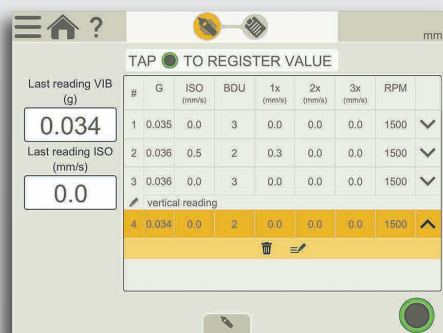 ?
mm
TAP TO REGISTER VALUE
Last reading VIB
(g)
0.034
Last reading ISO
(mm/s)
0.0
# G ISO (mm/s) BDU 1x (mm/s) 2x (mm/s) 3x (mm/s) RPM
1 0.035 0.0 3 0.0 0.0 0.0 1500
2 0.036 0.5 2 0.3 0.0 0.0 1500
3 0.036 0.0 3 0.0 0.0 0.0 1500
vertical reading
4 0.034 0.0 2 0.0 0.0 0.0 1500